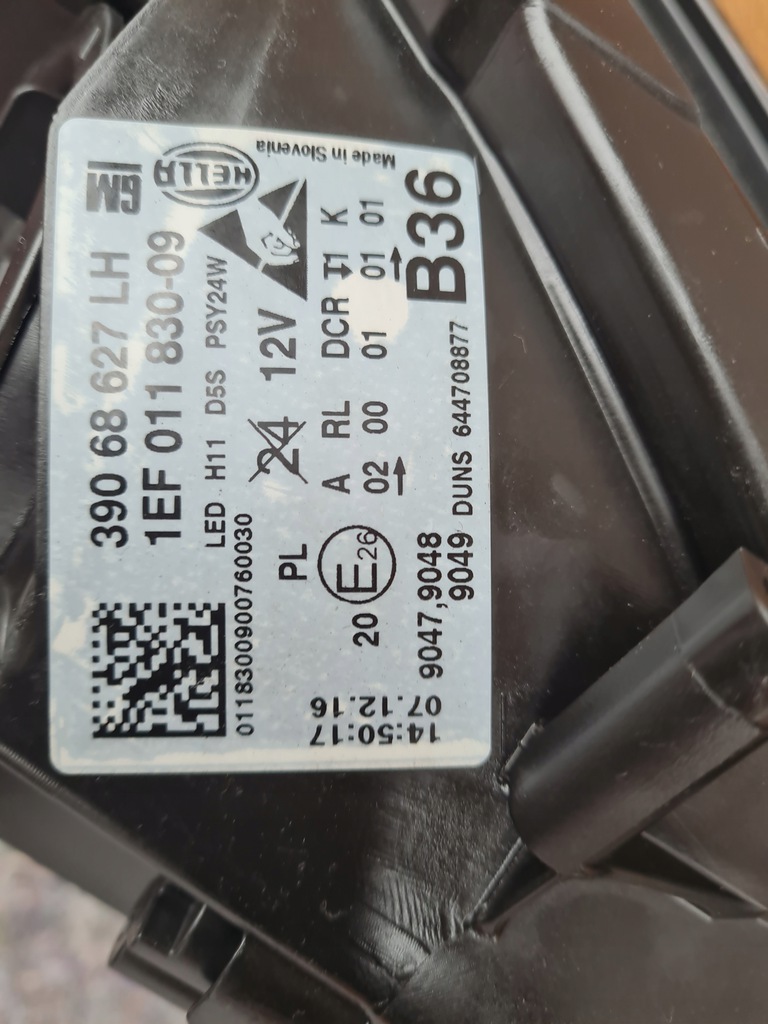 GM
HELLA
Made in Slovenia
390 68 627 LH
1EF 011 830-09
LED H11 D5S PSY24W
0118300900760030
24 12V
PL
A RL DCR I1 K
02 00 01 01 01
20 E26
B36
9047,9048
9049 DUNS 644708877
14:50:17
07.12.16